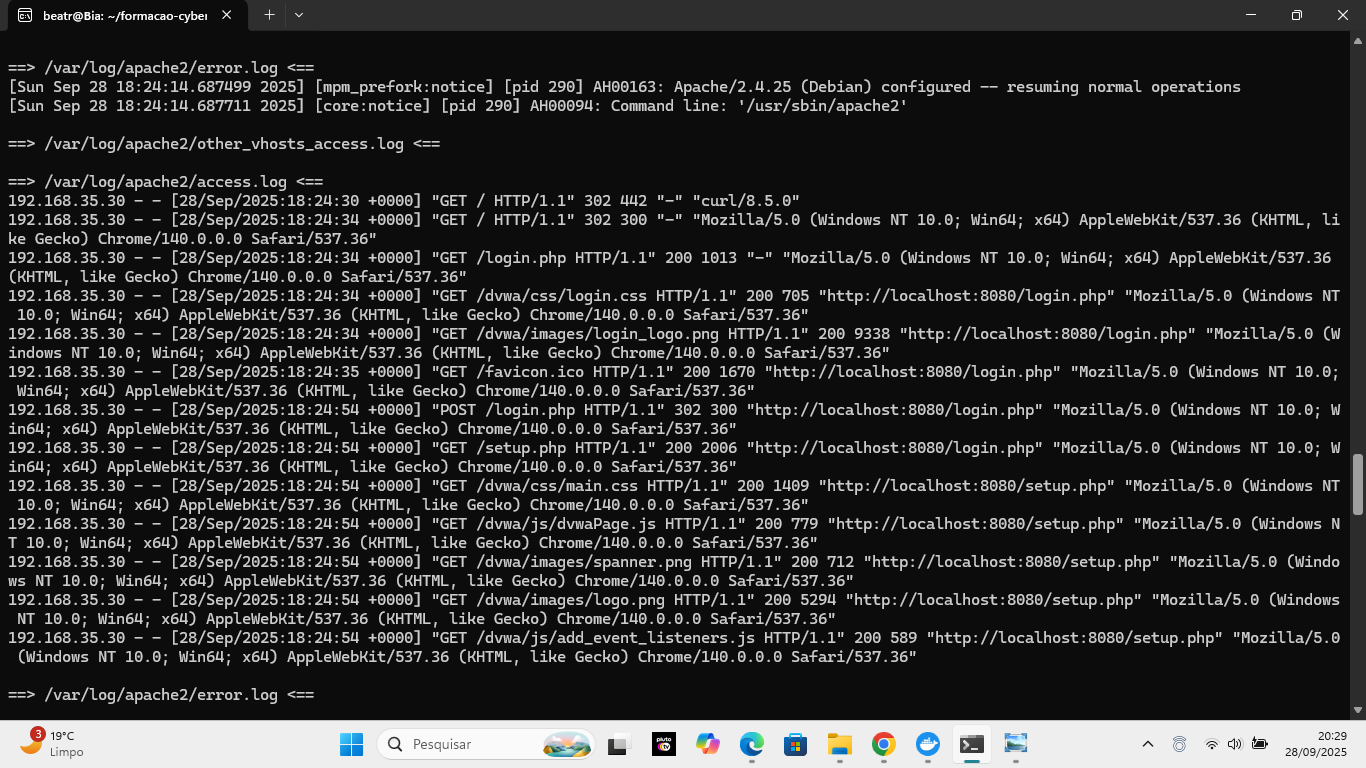 beatr@Bia: ~/formacao-cyber
==> /var/log/apache2/error.log <==
[Sun Sep 28 18:24:14.687499 2025] [mpm_prefork:notice] [pid 290] AH00163: Apache/2.4.25 (Debian) configured -- resuming normal operations
[Sun Sep 28 18:24:14.687711 2025] [core:notice] [pid 290] AH00094: Command line: '/usr/sbin/apache2'
==> /var/log/apache2/other_vhosts_access.log <==
==> /var/log/apache2/access.log <==
192.168.35.30 - - [28/Sep/2025:18:24:30 +0000] "GET / HTTP/1.1" 302 442 "-" "curl/8.5.0"
192.168.35.30 - - [28/Sep/2025:18:24:34 +0000] "GET / HTTP/1.1" 302 300 "-" "Mozilla/5.0 (Windows NT 10.0; Win64; x64) AppleWebKit/537.36 (KHTML, li
ke Gecko) Chrome/140.0.0.0 Safari/537.36"
192.168.35.30 - - [28/Sep/2025:18:24:34 +0000] "GET /login.php HTTP/1.1" 200 1013 "-" "Mozilla/5.0 (Windows NT 10.0; Win64; x64) AppleWebKit/537.36
(KHTML, like Gecko) Chrome/140.0.0.0 Safari/537.36"
192.168.35.30 - - [28/Sep/2025:18:24:34 +0000] "GET /dvwa/css/login.css HTTP/1.1" 200 705 "http://localhost:8080/login.php" "Mozilla/5.0 (Windows NT
10.0; Win64; x64) AppleWebKit/537.36 (KHTML, like Gecko) Chrome/140.0.0.0 Safari/537.36"
192.168.35.30 - - [28/Sep/2025:18:24:34 +0000] "GET /dvwa/images/login_logo.png HTTP/1.1" 200 9338 "http://localhost:8080/login.php" "Mozilla/5.0 (W
indows NT 10.0; Win64; x64) AppleWebKit/537.36 (KHTML, like Gecko) Chrome/140.0.0.0 Safari/537.36"
192.168.35.30 - - [28/Sep/2025:18:24:35 +0000] "GET /favicon.ico HTTP/1.1" 200 1670 "http://localhost:8080/login.php" "Mozilla/5.0 (Windows NT 10.0;
Win64; x64) AppleWebKit/537.36 (KHTML, like Gecko) Chrome/140.0.0.0 Safari/537.36"
192.168.35.30 - - [28/Sep/2025:18:24:54 +0000] "POST /login.php HTTP/1.1" 302 300 "http://localhost:8080/login.php" "Mozilla/5.0 (Windows NT 10.0; W
in64; x64) AppleWebKit/537.36 (KHTML, like Gecko) Chrome/140.0.0.0 Safari/537.36"
192.168.35.30 - - [28/Sep/2025:18:24:54 +0000] "GET /setup.php HTTP/1.1" 200 2006 "http://localhost:8080/login.php" "Mozilla/5.0 (Windows NT 10.0; W
in64; x64) AppleWebKit/537.36 (KHTML, like Gecko) Chrome/140.0.0.0 Safari/537.36"
192.168.35.30 - - [28/Sep/2025:18:24:54 +0000] "GET /dvwa/css/main.css HTTP/1.1" 200 1409 "http://localhost:8080/setup.php" "Mozilla/5.0 (Windows NT
10.0; Win64; x64) AppleWebKit/537.36 (KHTML, like Gecko) Chrome/140.0.0.0 Safari/537.36"
192.168.35.30 - - [28/Sep/2025:18:24:54 +0000] "GET /dvwa/js/dvwaPage.js HTTP/1.1" 200 779 "http://localhost:8080/setup.php" "Mozilla/5.0 (Windows N
T 10.0; Win64; x64) AppleWebKit/537.36 (KHTML, like Gecko) Chrome/140.0.0.0 Safari/537.36"
192.168.35.30 - - [28/Sep/2025:18:24:54 +0000] "GET /dvwa/images/spanner.png HTTP/1.1" 200 712 "http://localhost:8080/setup.php" "Mozilla/5.0 (Windo
ws NT 10.0; Win64; x64) AppleWebKit/537.36 (KHTML, like Gecko) Chrome/140.0.0.0 Safari/537.36"
192.168.35.30 - - [28/Sep/2025:18:24:54 +0000] "GET /dvwa/images/logo.png HTTP/1.1" 200 5294 "http://localhost:8080/setup.php" "Mozilla/5.0 (Windows
NT 10.0; Win64; x64) AppleWebKit/537.36 (KHTML, like Gecko) Chrome/140.0.0.0 Safari/537.36"
192.168.35.30 - - [28/Sep/2025:18:24:54 +0000] "GET /dvwa/js/add_event_listeners.js HTTP/1.1" 200 589 "http://localhost:8080/setup.php" "Mozilla/5.0
(Windows NT 10.0; Win64; x64) AppleWebKit/537.36 (KHTML, like Gecko) Chrome/140.0.0.0 Safari/537.36"
==> /var/log/apache2/error.log <==
3
19°C
Limpo
Pesquisar
pluto tv
20:29
28/09/2025